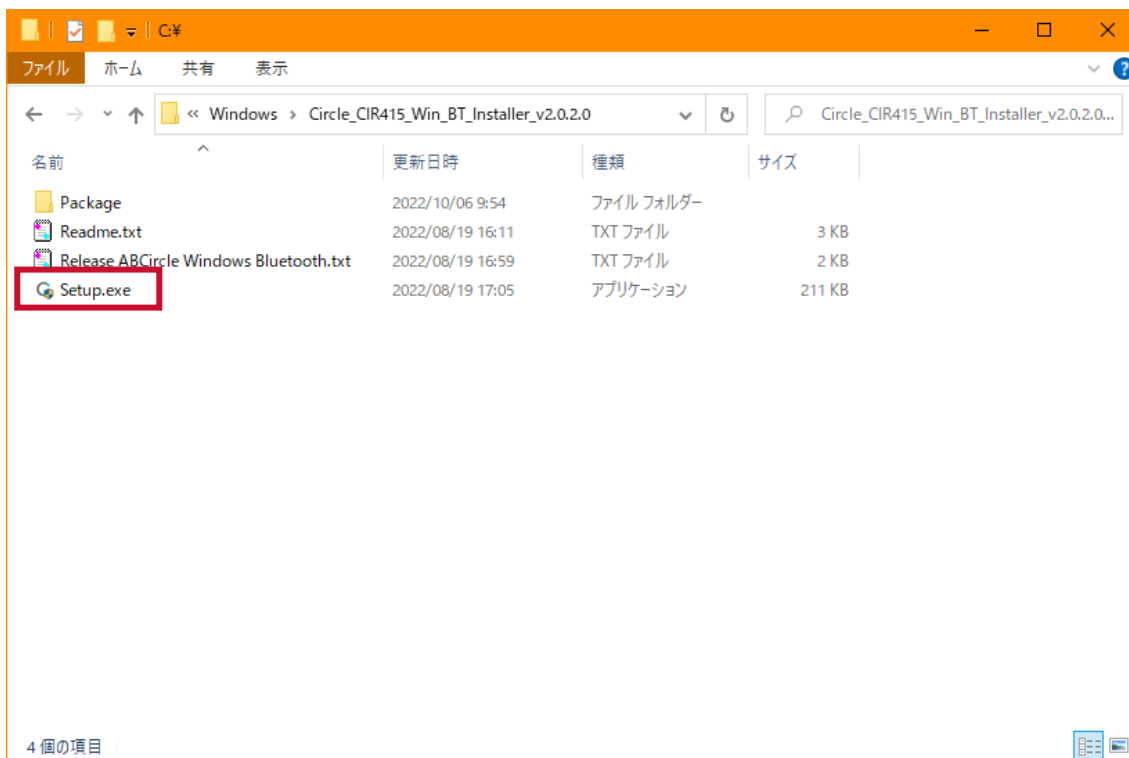 C:¥
ファイル ホーム 共有 表示
« Windows › Circle_CIR415_Win_BT_Installer_v2.0.2.0 Circle_CIR415_Win_BT_Installer_v2.0.2.0...
名前 更新日時 種類 サイズ
Package 2022/10/06 9:54 ファイル フォルダー
Readme.txt 2022/08/19 16:11 TXT ファイル 3 KB
Release ABCircle Windows Bluetooth.txt 2022/08/19 16:59 TXT ファイル 2 KB
Setup.exe 2022/08/19 17:05 アプリケーション 211 KB
4 個の項目